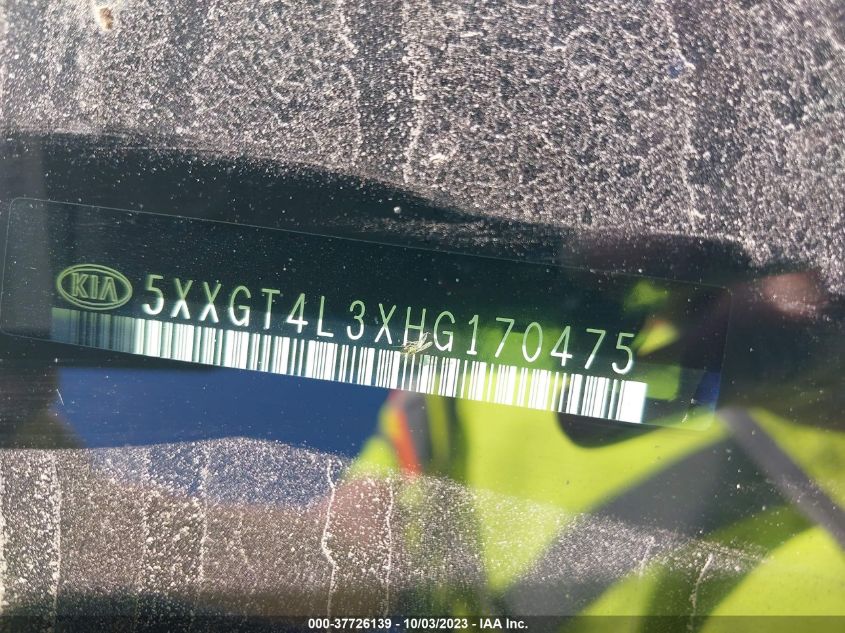 KIA 5XXGT4L3XHG170475
000-37726139 - 10/03/2023 - IAA Inc.